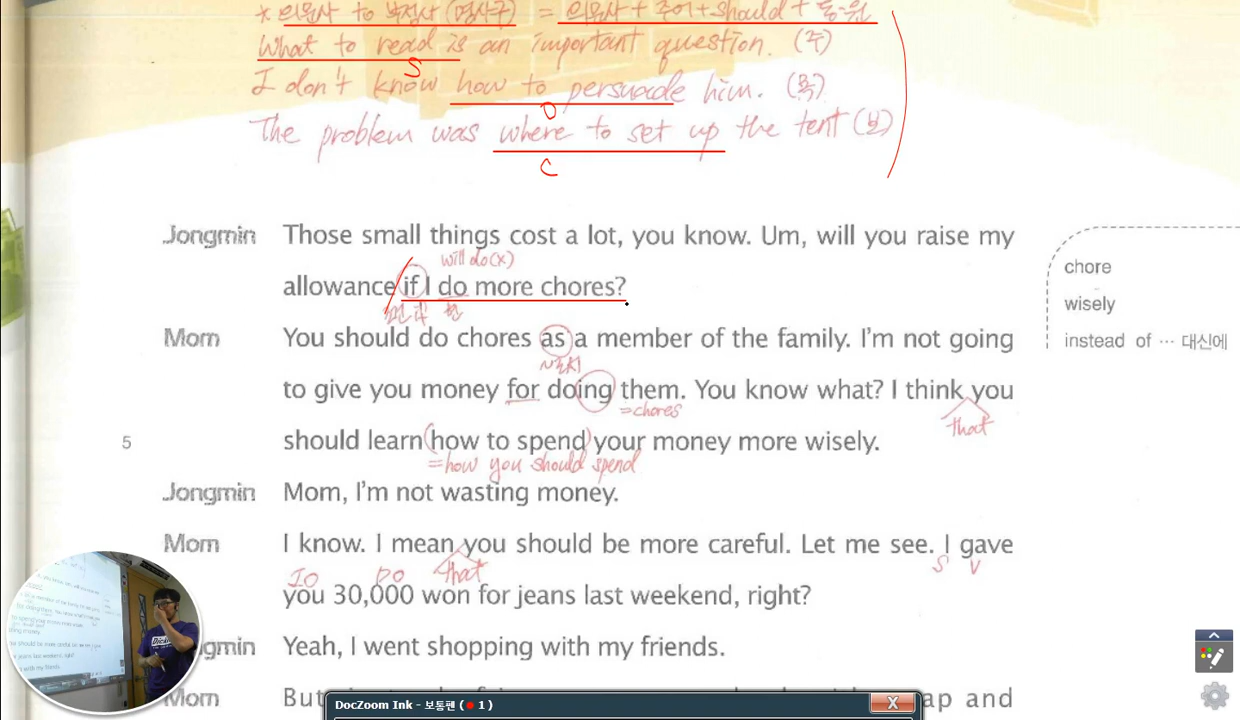 * 의문사 to 부정사 (명사구) = 의문사 + 주어 + should + 동·원
What to read is an important question. (주)
S
I don't know how to persuade him. (목)
O
The problem was where to set up the tent (보)
C
Jongmin Those small things cost a lot, you know. Um, will you raise my
will do(x)
allowance if I do more chores?
현
Mom You should do chores as a member of the family. I'm not going
to give you money for doing them. You know what? I think you
=chores
that
5 should learn (how to spend) your money more wisely.
=how you should spend
Jongmin Mom, I'm not wasting money.
Mom I know. I mean you should be more careful. Let me see. I gave
that
S V
IO DO
you 30,000 won for jeans last weekend, right?
gmin Yeah, I went shopping with my friends.
Mom But
ap and
chore
wisely
instead of ··· 대신에
DocZoom Ink - 보통펜 ( 1 )
X